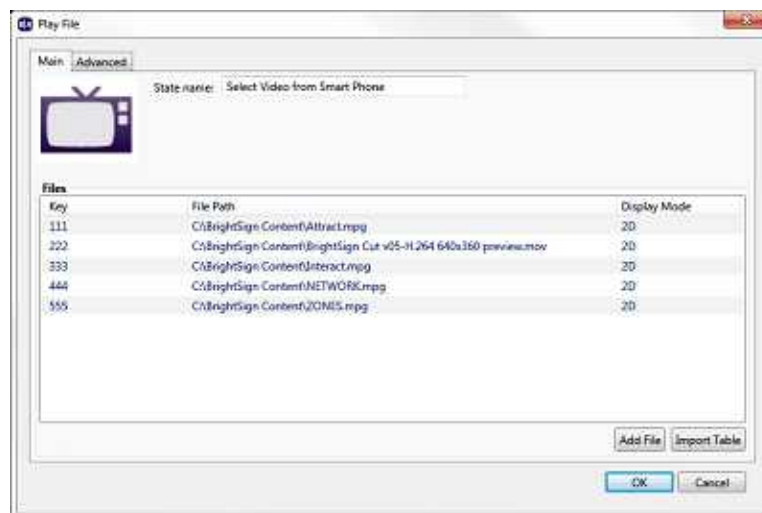 Play File
Main Advanced
State name: Select Video from Smart Phone
Files
Key File Path Display Mode
111 C:\BrightSign Content\Attract.mpg 2D
222 C:\BrightSign Content\BrightSign Cut v05-H.264 640x360 preview.mov 2D
333 C:\BrightSign Content\Interact.mpg 2D
444 C:\BrightSign Content\NETWORK.mpg 2D
555 C:\BrightSign Content\ZONES.mpg 2D
Add File Import Table
OK Cancel